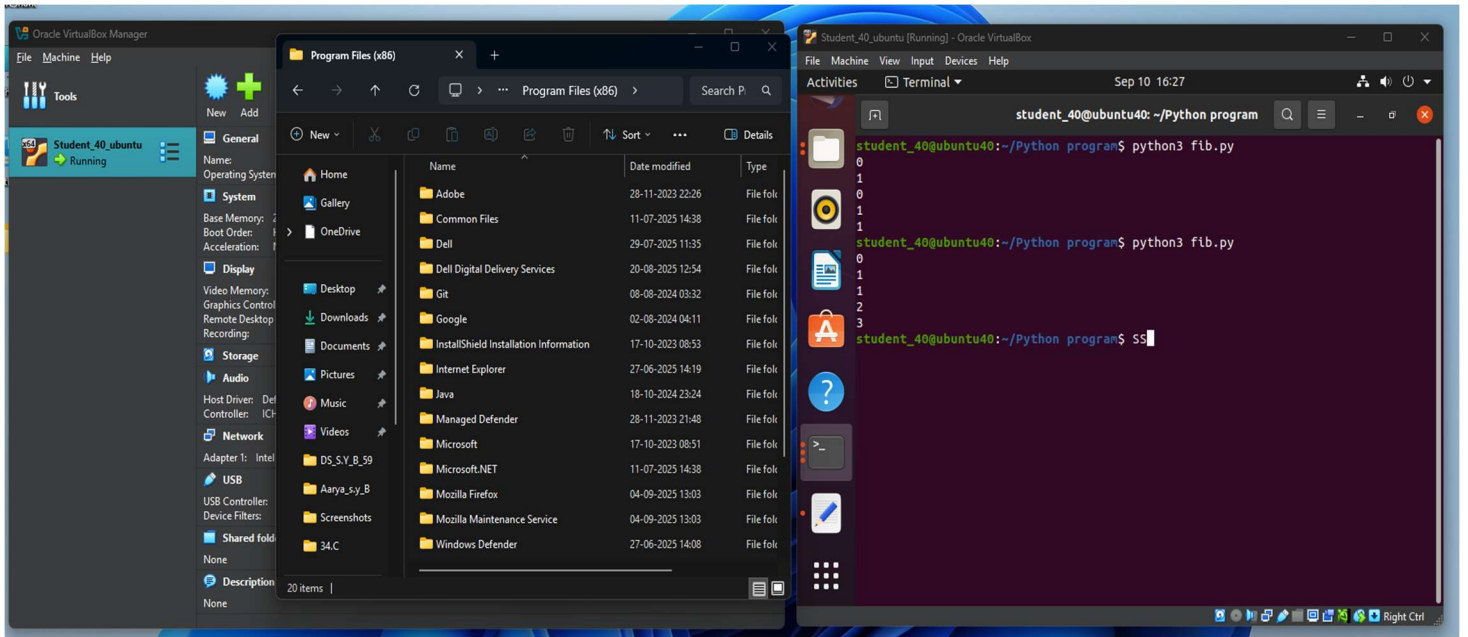 Oracle VirtualBox Manager
File Machine Help
Tools
New Add
Student_40_ubuntu
Running
General
Name:
Operating System
System
Base Memory: 2
Boot Order:
Acceleration:
Display
Video Memory:
Graphics Control
Remote Desktop
Recording:
Storage
Audio
Host Driver: Def
Controller: ICH
Network
Adapter 1: Intel
USB
USB Controller:
Device Filters:
Shared fold
None
Description
None
Program Files (x86)
Program Files (x86)
Search P
New Sort Details
Home
Gallery
OneDrive
Desktop
Downloads
Documents
Pictures
Music
Videos
DS_S.Y_B_59
Aarya_s.y_B
Screenshots
34.C
Name Date modified Type
Adobe 28-11-2023 22:26 File fold
Common Files 11-07-2025 14:38 File fold
Dell 29-07-2025 11:35 File fold
Dell Digital Delivery Services 20-08-2025 12:54 File fold
Git 08-08-2024 03:32 File fold
Google 02-08-2024 04:11 File fold
InstallShield Installation Information 17-10-2023 08:53 File fold
Internet Explorer 27-06-2025 14:19 File fold
Java 18-10-2024 23:24 File fold
Managed Defender 28-11-2023 21:48 File fold
Microsoft 17-10-2023 08:51 File fold
Microsoft.NET 11-07-2025 14:38 File fold
Mozilla Firefox 04-09-2025 13:03 File fold
Mozilla Maintenance Service 04-09-2025 13:03 File fold
Windows Defender 27-06-2025 14:08 File fold
20 items
Student_40_ubuntu [Running] - Oracle VirtualBox
File Machine View Input Devices Help
Activities Terminal Sep 10 16:27
student_40@ubuntu40: ~/Python program
student_40@ubuntu40:~/Python program$ python3 fib.py
0
1
0
1
1
student_40@ubuntu40:~/Python program$ python3 fib.py
0
1
1
2
3
student_40@ubuntu40:~/Python program$ SS
Right Ctrl